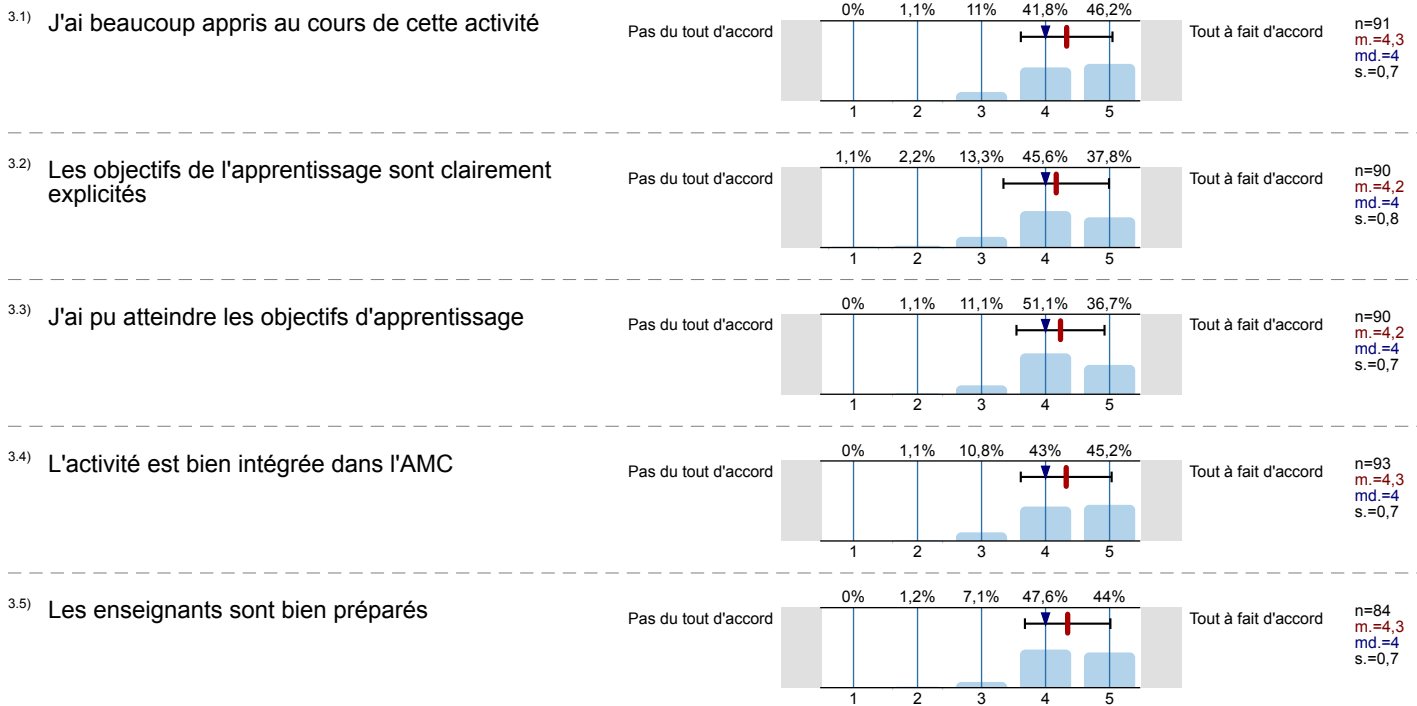 0% 1,1% 11% 41,8% 46,2%
3.1) J'ai beaucoup appris au cours de cette activité
Pas du tout d'accord Tout à fait d'accord
n=91
m.=4,3
md.=4
s.=0,7
1 2 3 4 5
1,1% 2,2% 13,3% 45,6% 37,8%
3.2) Les objectifs de l'apprentissage sont clairement
explicités
Pas du tout d'accord Tout à fait d'accord
n=90
m.=4,2
md.=4
s.=0,8
1 2 3 4 5
0% 1,1% 11,1% 51,1% 36,7%
3.3) J'ai pu atteindre les objectifs d'apprentissage
Pas du tout d'accord Tout à fait d'accord
n=90
m.=4,2
md.=4
s.=0,7
1 2 3 4 5
0% 1,1% 10,8% 43% 45,2%
3.4) L'activité est bien intégrée dans l'AMC
Pas du tout d'accord Tout à fait d'accord
n=93
m.=4,3
md.=4
s.=0,7
1 2 3 4 5
0% 1,2% 7,1% 47,6% 44%
3.5) Les enseignants sont bien préparés
Pas du tout d'accord Tout à fait d'accord
n=84
m.=4,3
md.=4
s.=0,7
1 2 3 4 5